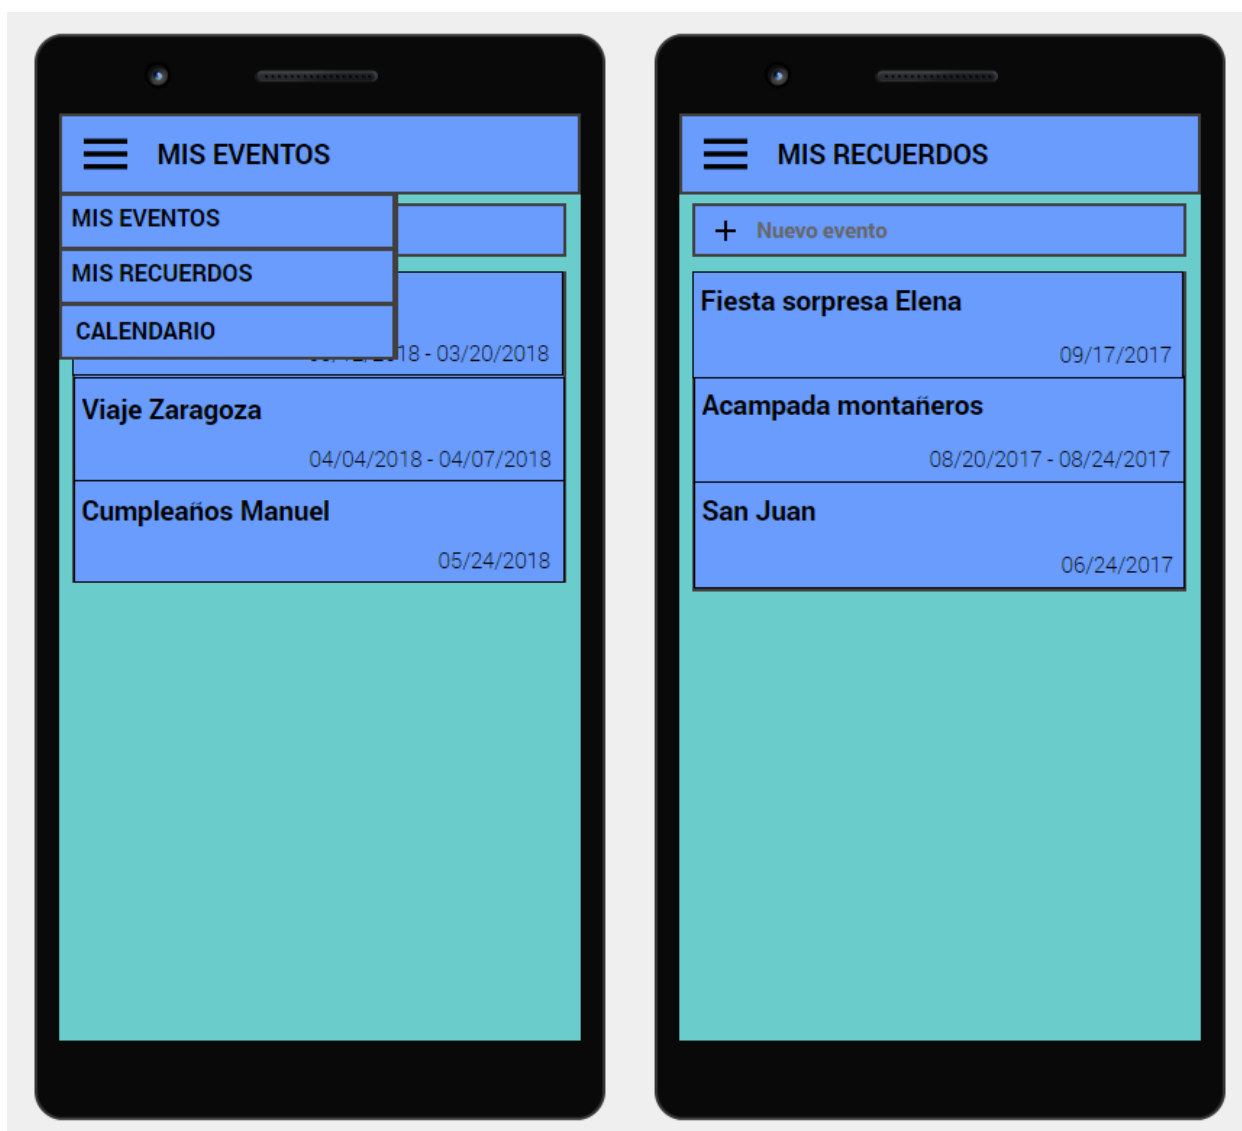 MIS EVENTOS
MIS EVENTOS
MIS RECUERDOS
CALENDARIO
18 - 03/20/2018
Viaje Zaragoza
04/04/2018 - 04/07/2018
Cumpleaños Manuel
05/24/2018
MIS RECUERDOS
+ Nuevo evento
Fiesta sorpresa Elena
09/17/2017
Acampada montañeros
08/20/2017 - 08/24/2017
San Juan
06/24/2017